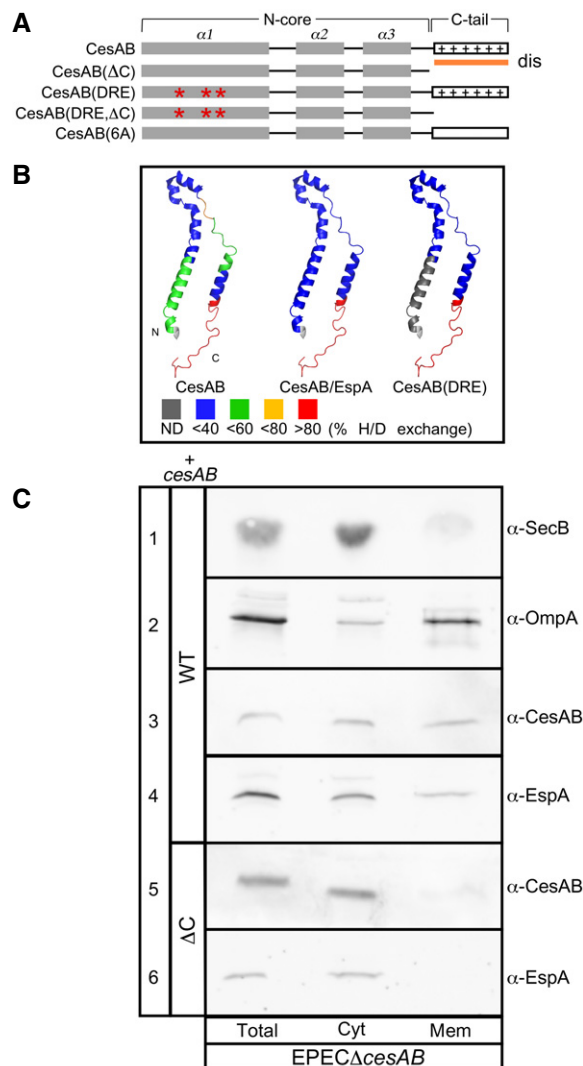 A
N-core C-tail
α1 α2 α3
CesAB ++++++
dis
CesAB(ΔC)
CesAB(DRE) * ** ++++++
CesAB(DRE,ΔC) * **
CesAB(6A)
B
N
C
CesAB CesAB/EspA CesAB(DRE)
ND <40 <60 <80 >80 (% H/D exchange)
C
+
cesAB
1 α-SecB
2 α-OmpA
WT
3 α-CesAB
4 α-EspA
5 α-CesAB
ΔC
6 α-EspA
Total Cyt Mem
EPECΔcesAB